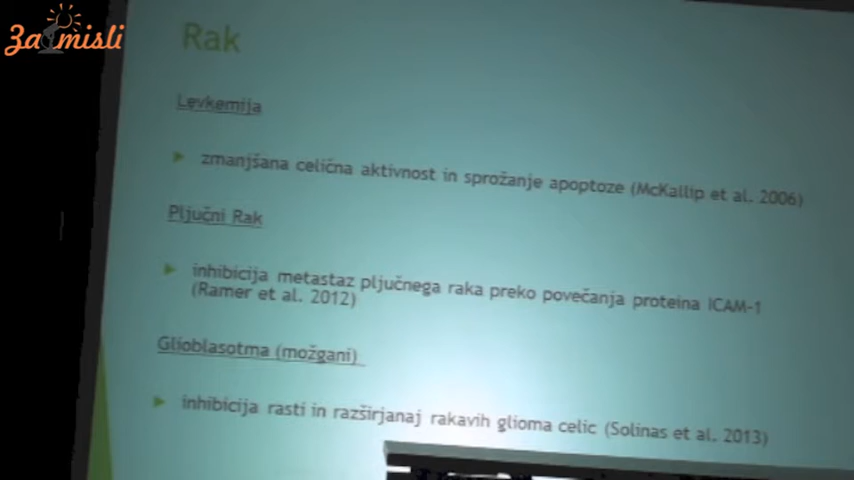 Za misli
Rak
Levkemija
zmanjšana celična aktivnost in sprožanje apoptoze (McKallip et al. 2006)
Pljučni Rak
inhibicija metastaz pljučnega raka preko povečanja proteina ICAM-1
(Ramer et al. 2012)
Glioblasotma (možgani)
inhibicija rasti in razširjanaj rakavih glioma celic (Solinas et al. 2013)